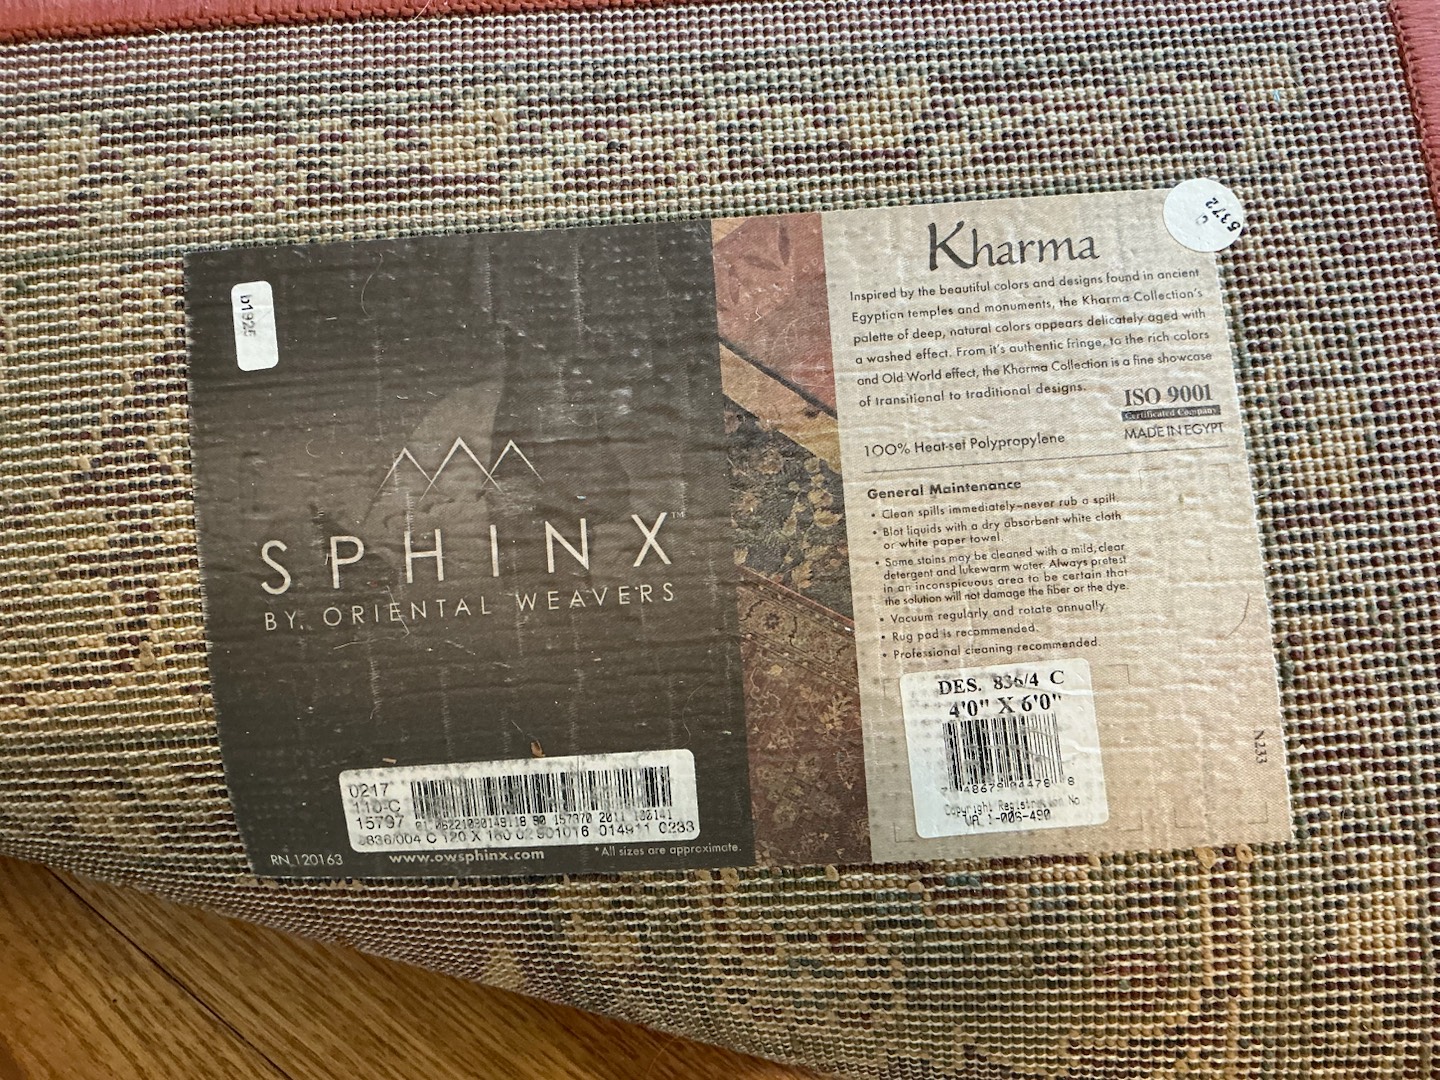 b1925
SPHINX™
BY ORIENTAL WEAVERS
0217
110-C
15797
0836/004 C 120 X 160
014911 0233
RN 120163
www.owsphinx.com
*All sizes are approximate.
5372
Kharma
Inspired by the beautiful colors and designs found in ancient
Egyptian temples and monuments, the Kharma Collection's
palette of deep, natural colors appears delicately aged with
a washed effect. From it's authentic fringe, to the rich colors
and Old World effect, the Kharma Collection is a fine showcase
of transitional to traditional designs.
ISO 9001
Certificated Company
MADE IN EGYPT
100% Heat-set Polypropylene
General Maintenance
• Clean spills immediately–never rub a spill.
• Blot liquids with a dry absorbent white cloth
or white paper towel.
• Some stains may be cleaned with a mild, clear
detergent and lukewarm water. Always pretest
in an inconspicuous area to be certain that
the solution will not damage the fiber or the dye.
• Vacuum regularly and rotate annually.
• Rug pad is recommended.
• Professional cleaning recommended.
DES. 836/4 C
4'0" X 6'0"
Copyright Registration No
VA 1-006-490
N233